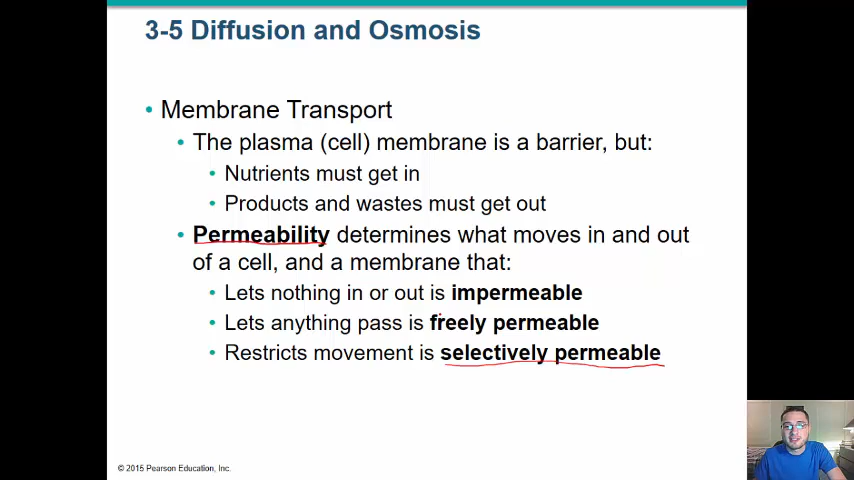 3-5 Diffusion and Osmosis
• Membrane Transport
• The plasma (cell) membrane is a barrier, but:
• Nutrients must get in
• Products and wastes must get out
• Permeability determines what moves in and out
of a cell, and a membrane that:
• Lets nothing in or out is impermeable
• Lets anything pass is freely permeable
• Restricts movement is selectively permeable
© 2015 Pearson Education, Inc.